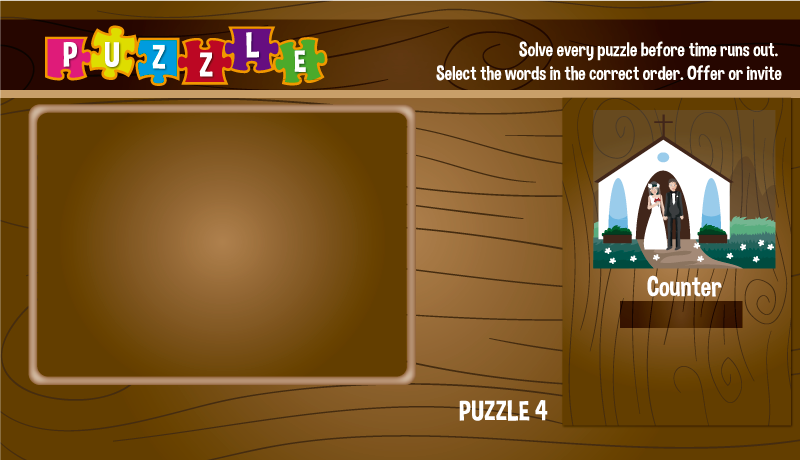 PUZZLE
Solve every puzzle before time runs out.
Select the words in the correct order. Offer or invite
Counter
PUZZLE 4